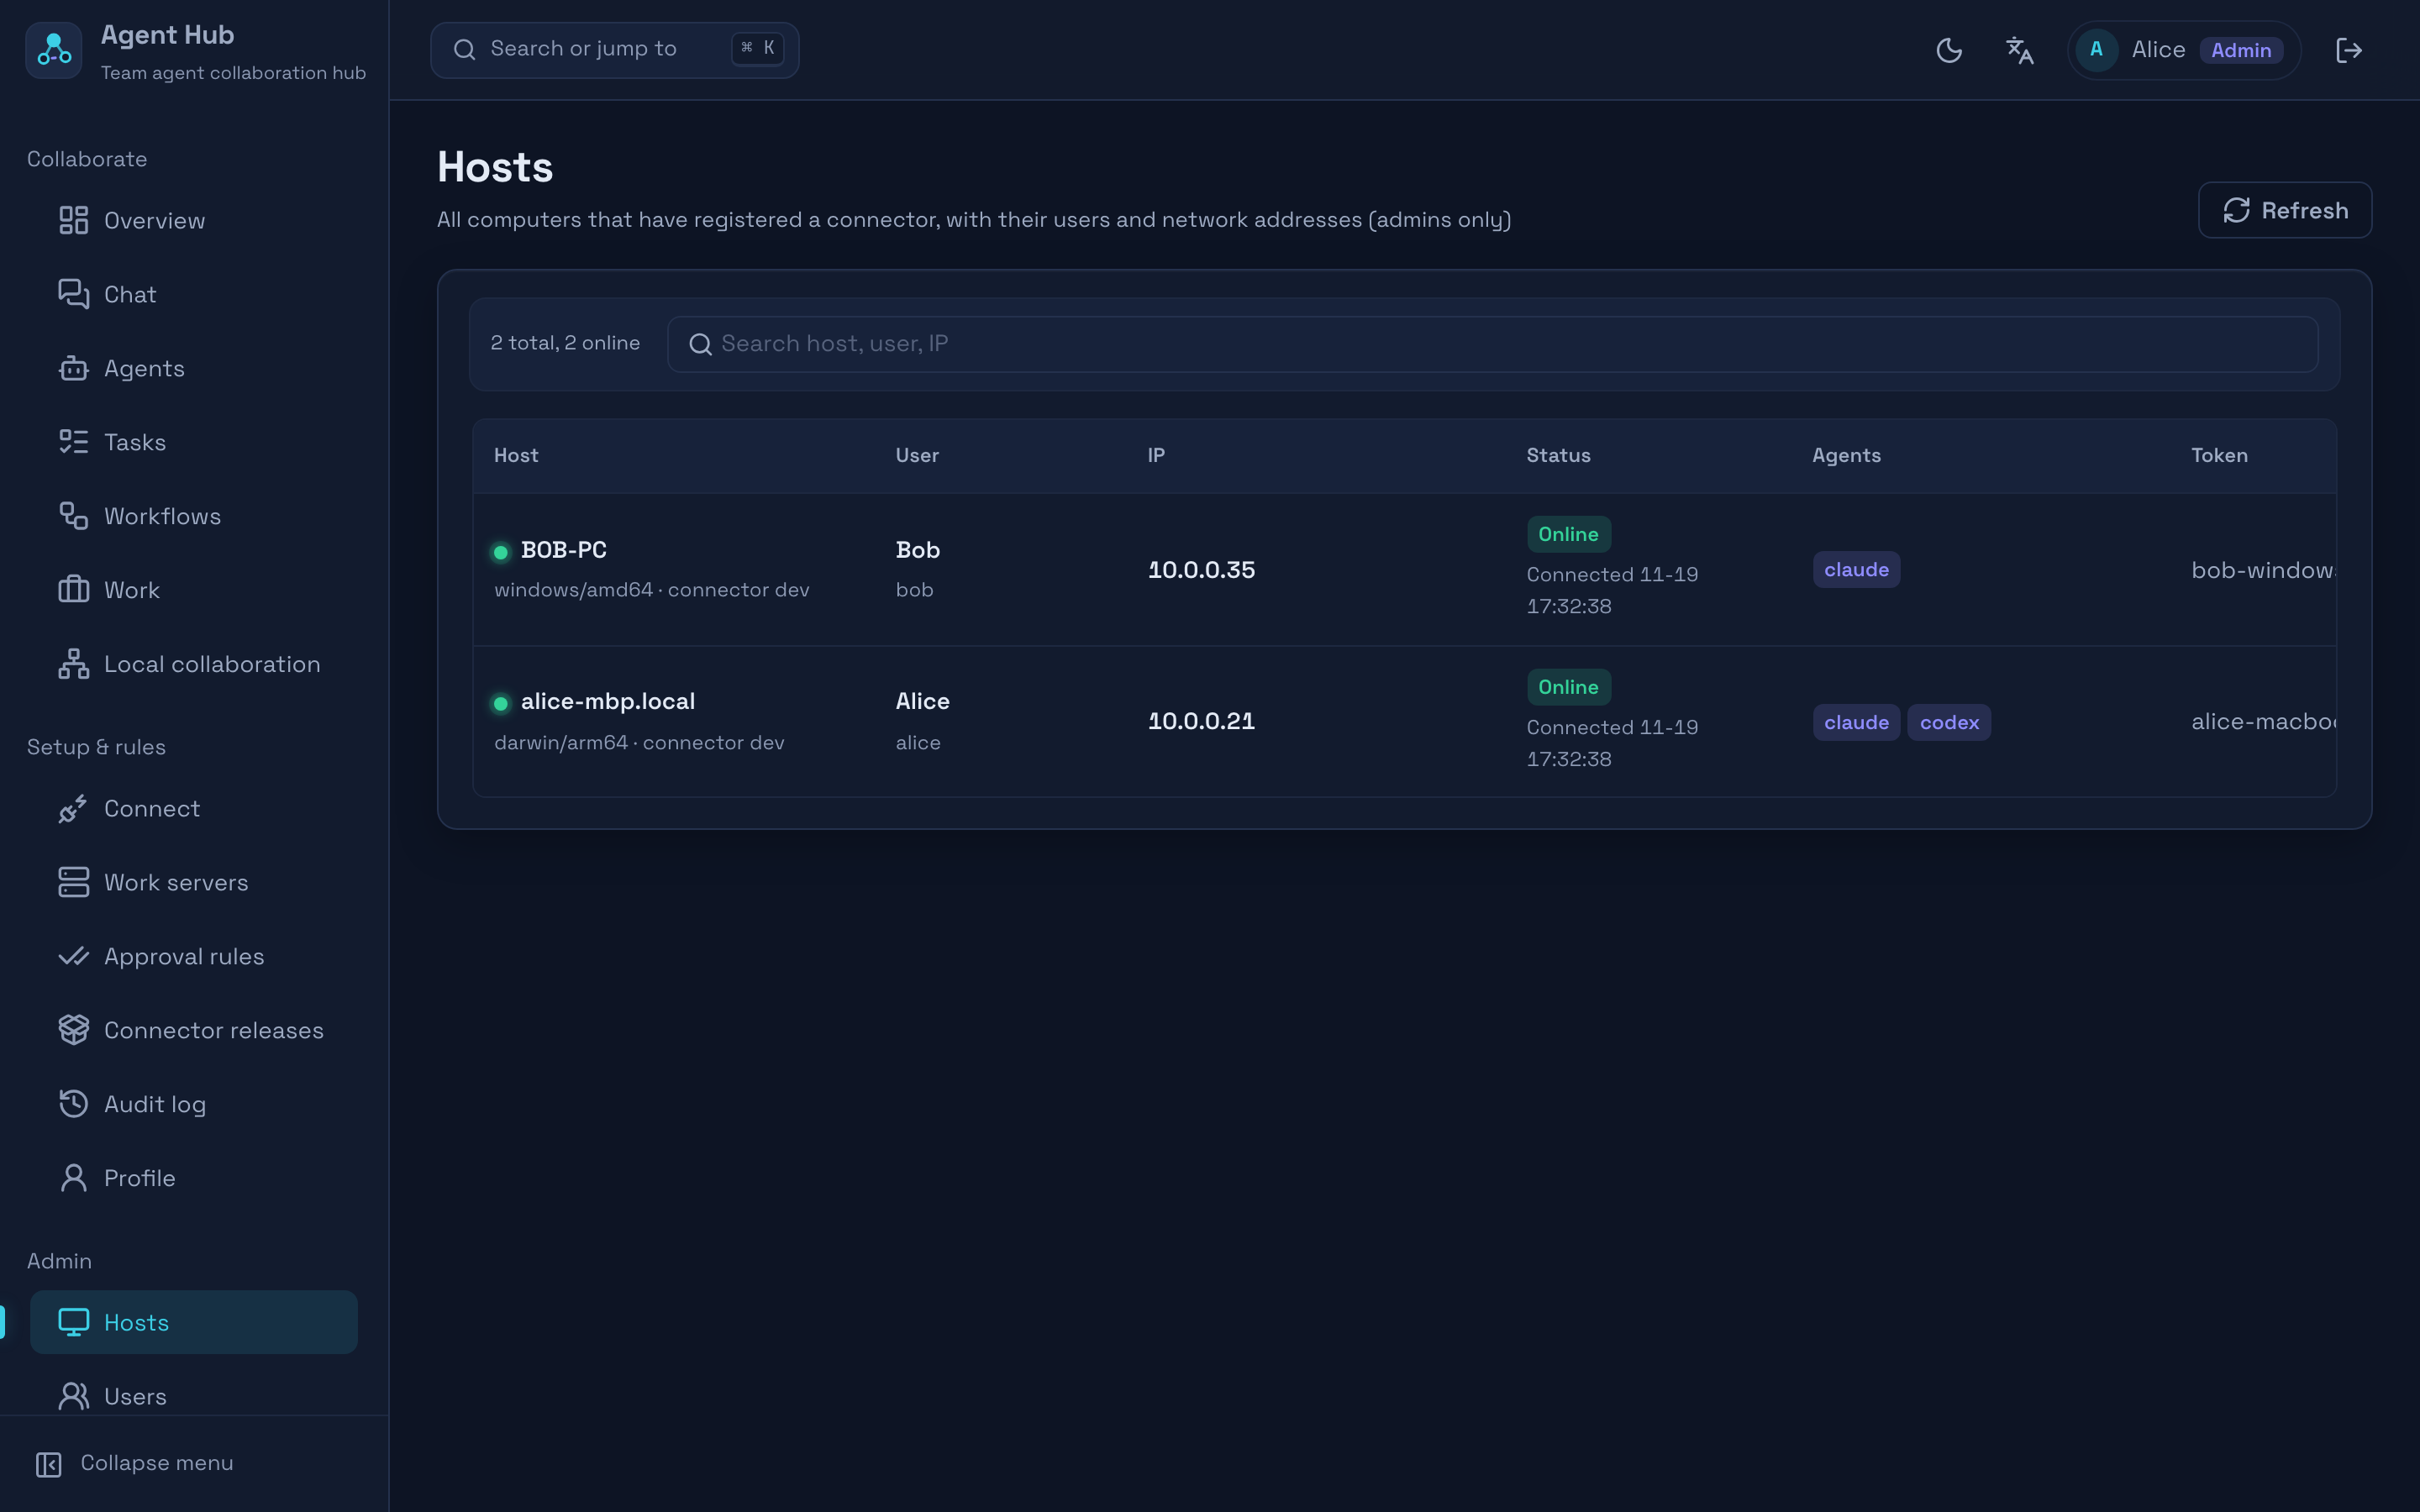 Agent Hub
Team agent collaboration hub
Search or jump to
⌘ K
A
Alice
Admin
Collaborate
Overview
Chat
Agents
Tasks
Workflows
Work
Local collaboration
Setup & rules
Connect
Work servers
Approval rules
Connector releases
Audit log
Profile
Admin
Hosts
Users
Collapse menu
Hosts
All computers that have registered a connector, with their users and network addresses (admins only)
Refresh
2 total, 2 online
Search host, user, IP
Host User IP Status Agents Token
BOB-PC
windows/amd64 · connector dev
Bob
bob
10.0.0.35
Online
Connected 11-19
17:32:38
claude
bob-windows
alice-mbp.local
darwin/arm64 · connector dev
Alice
alice
10.0.0.21
Online
Connected 11-19
17:32:38
claude codex
alice-macboo